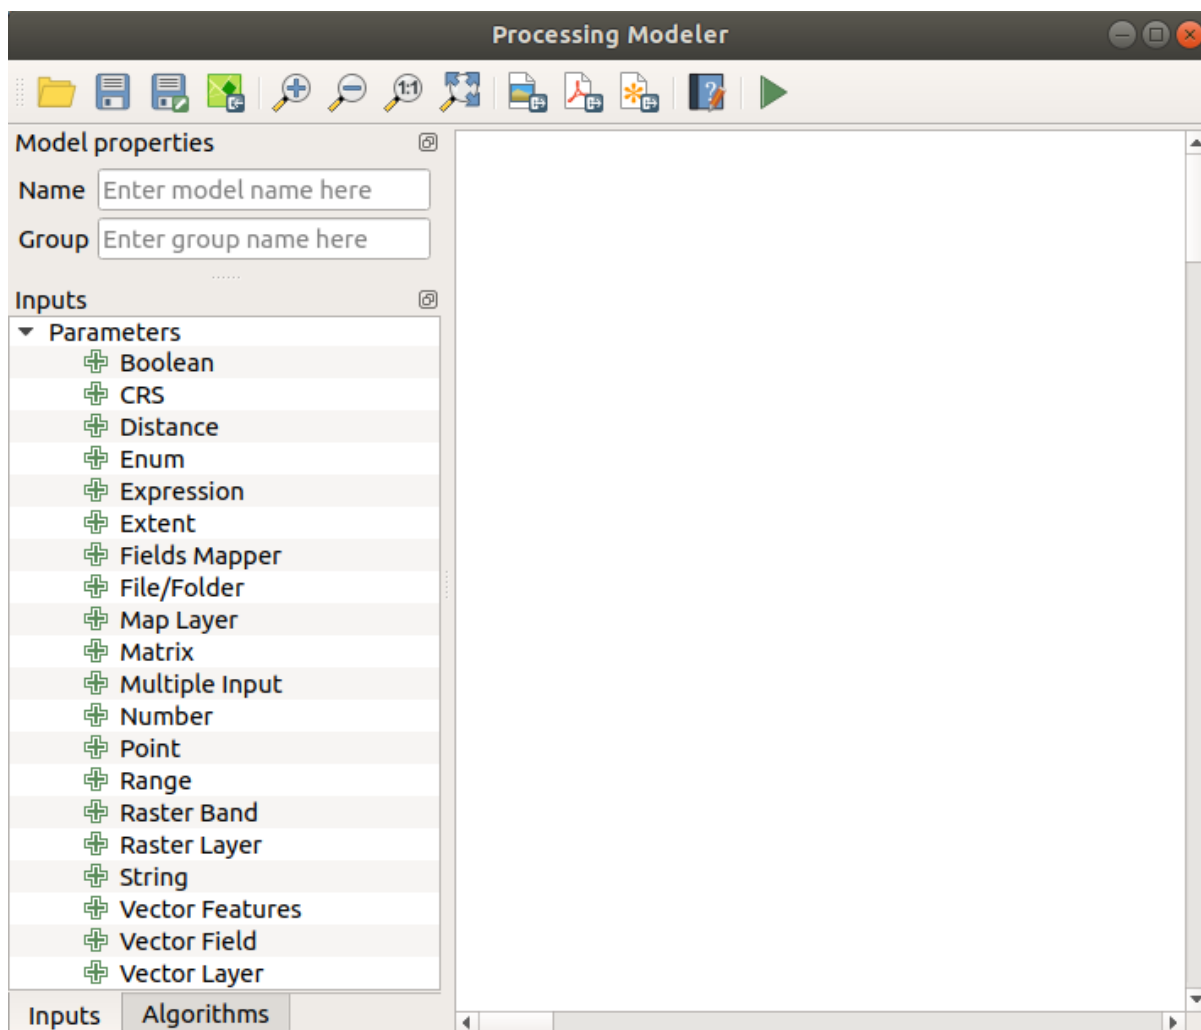 Processing Modeler
1:1
Model properties
Name Enter model name here
Group Enter group name here
Inputs
Parameters
Boolean
CRS
Distance
Enum
Expression
Extent
Fields Mapper
File/Folder
Map Layer
Matrix
Multiple Input
Number
Point
Range
Raster Band
Raster Layer
String
Vector Features
Vector Field
Vector Layer
Inputs Algorithms